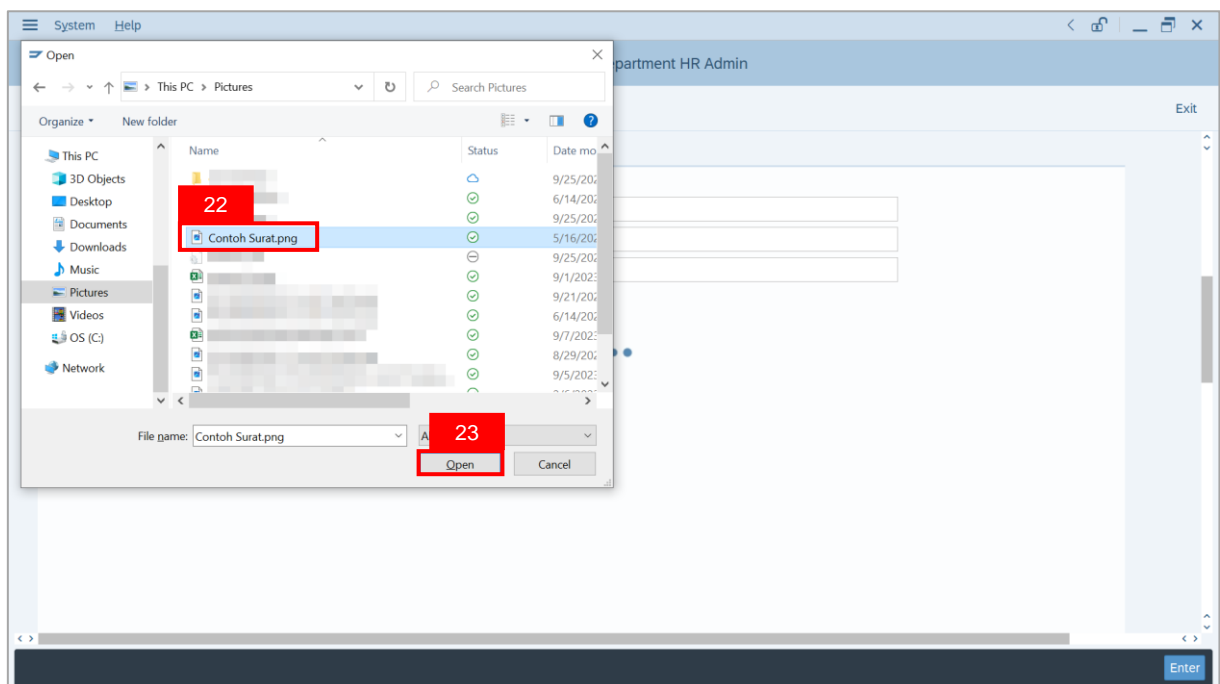 System Help
Open
partment HR Admin
This PC > Pictures
Search Pictures
Exit
Organize
New folder
Name Status Date mo
This PC
3D Objects
Desktop
Documents
Downloads
Music
Pictures
Videos
OS (C:)
Network
9/25/202
6/14/202
22
9/25/202
Contoh Surat.png 5/16/202
9/25/202
9/1/2023
9/21/202
6/14/202
9/7/2023
8/29/202
9/5/2023
File name: Contoh Surat.png
23
Open Cancel
Enter